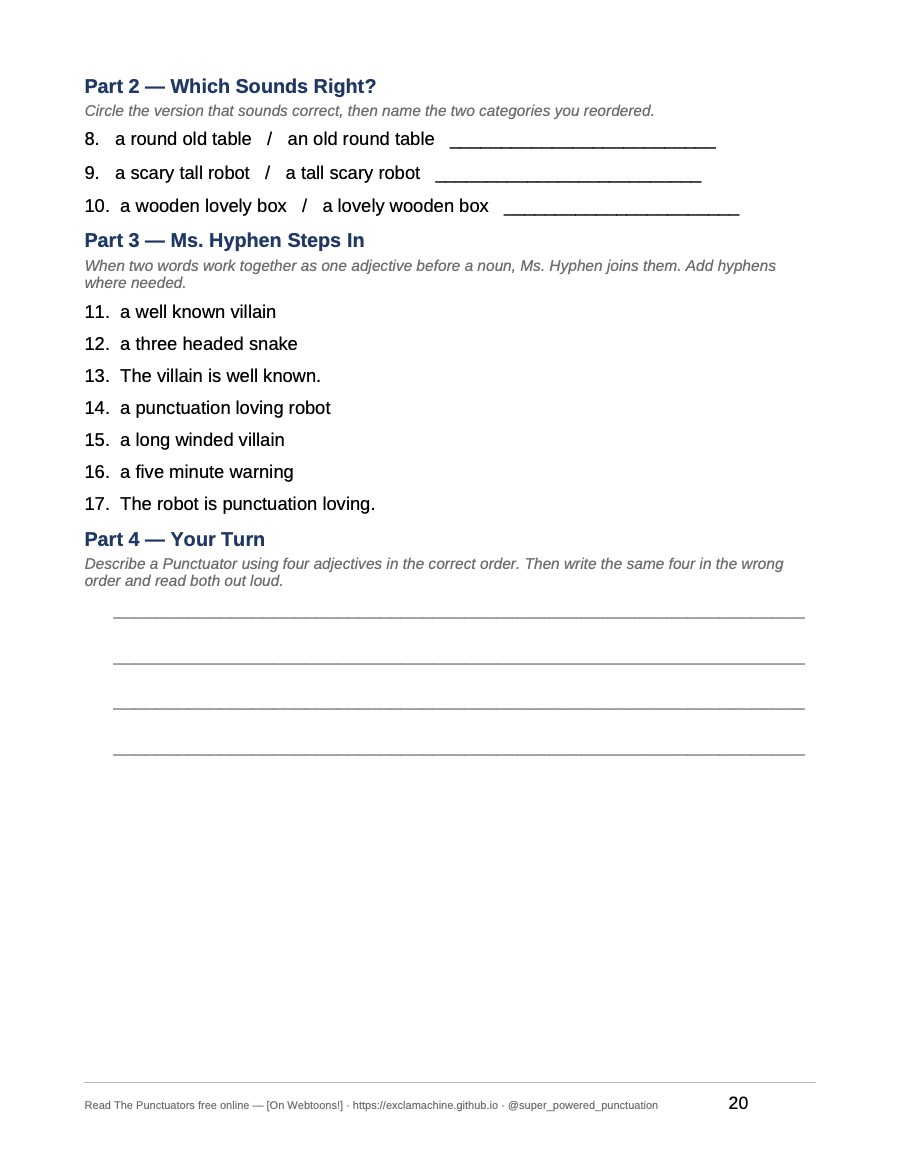 Part 2 — Which Sounds Right?
Circle the version that sounds correct, then name the two categories you reordered.
8. a round old table / an old round table __________________________
9. a scary tall robot / a tall scary robot __________________________
10. a wooden lovely box / a lovely wooden box _______________________
Part 3 — Ms. Hyphen Steps In
When two words work together as one adjective before a noun, Ms. Hyphen joins them. Add hyphens
where needed.
11. a well known villain
12. a three headed snake
13. The villain is well known.
14. a punctuation loving robot
15. a long winded villain
16. a five minute warning
17. The robot is punctuation loving.
Part 4 — Your Turn
Describe a Punctuator using four adjectives in the correct order. Then write the same four in the wrong
order and read both out loud.
Read The Punctuators free online — [On Webtoons!] · https://exclamachine.github.io · @super_powered_punctuation 20